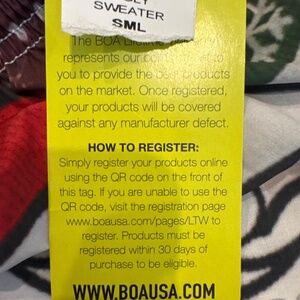 SWEATER
SML
The BOA
represents our
you to provide the best products
on the market. Once registered,
your products will be covered
against any manufacturer defect.
HOW TO REGISTER:
Simply register your products online
using the QR code on the front of
this tag. If you are unable to use the
QR code, visit the registration page
www.boausa.com/pages/LTW to
register. Products must be
registered within 30 days of
purchase to be eligible.
WWW.BOAUSA.COM